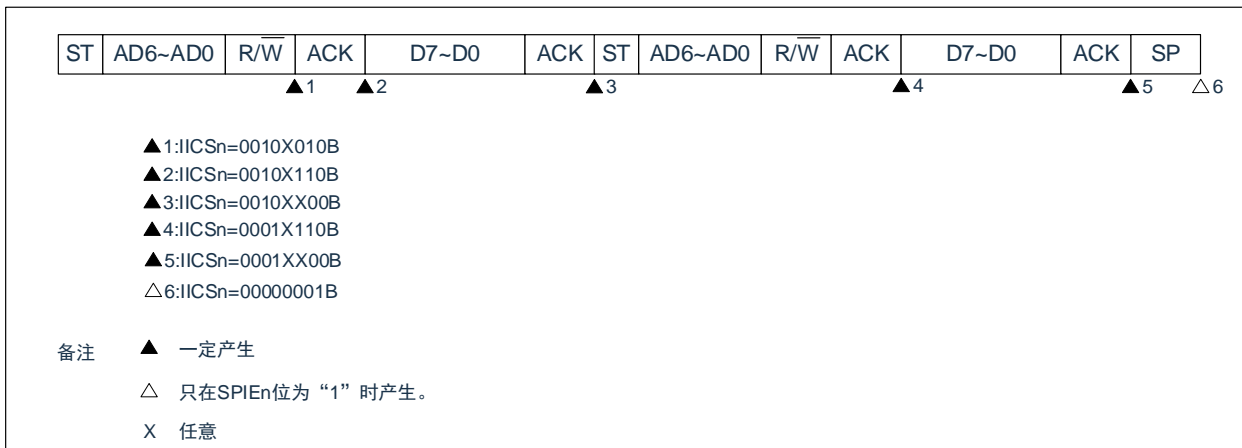 ST AD6~AD0 R/W ACK D7~D0 ACK ST AD6~AD0 R/W ACK D7~D0 ACK SP
▲1 ▲2 ▲3 ▲4 ▲5 △6
▲1:IICSn=0010X010B
▲2:IICSn=0010X110B
▲3:IICSn=0010XX00B
▲4:IICSn=0001X110B
▲5:IICSn=0001XX00B
△6:IICSn=00000001B
备注 ▲ 一定产生
△ 只在SPIEn位为“1”时产生。
X 任意